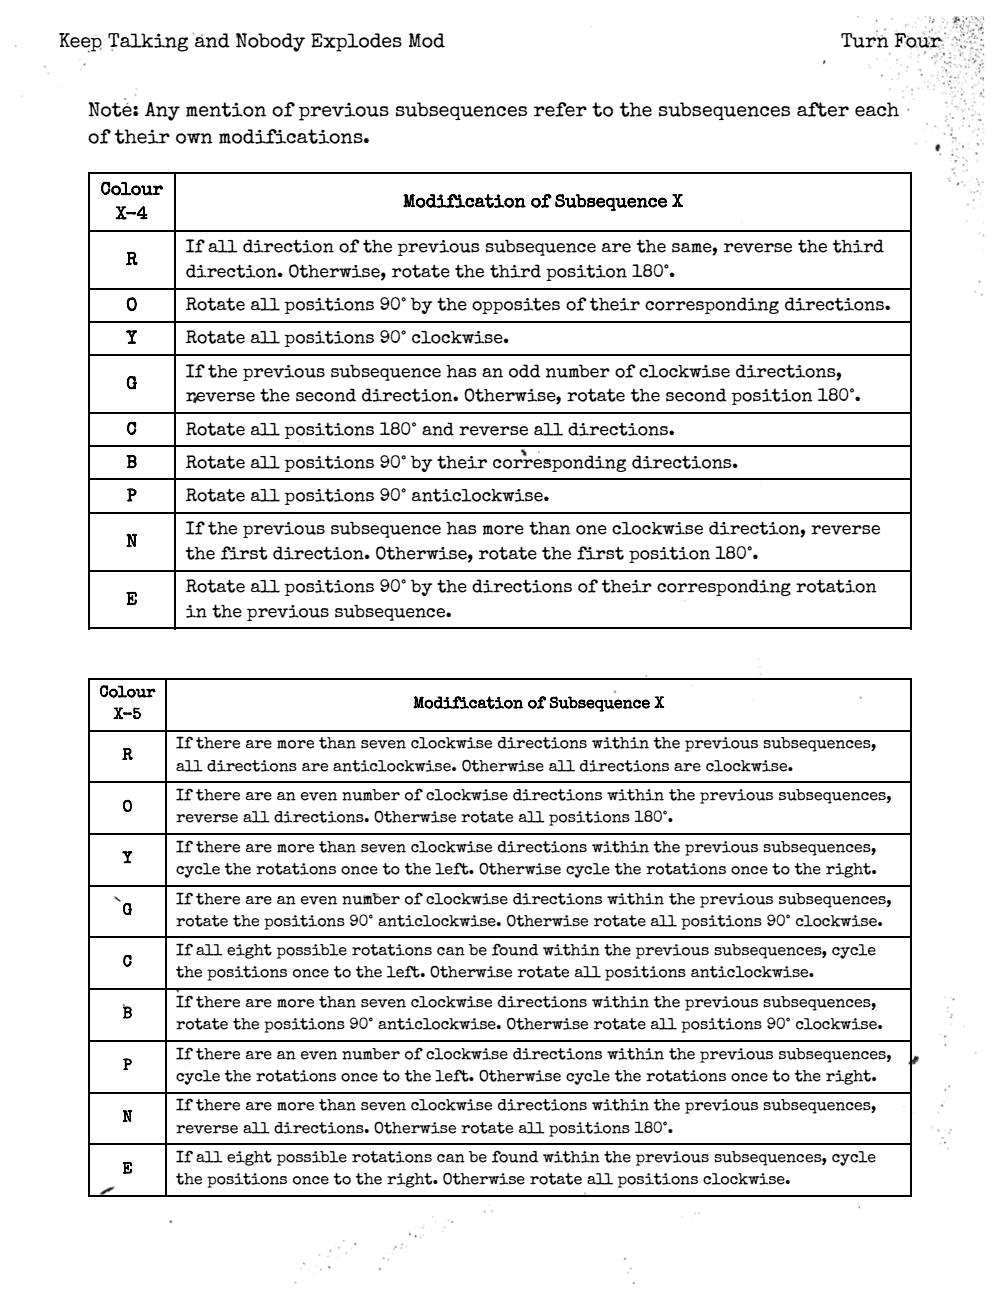 Keep Talking and Nobody Explodes Mod
Turn Four
Note: Any mention of previous subsequences refer to the subsequences after each
of their own modifications.
Colour
X-4
Modification of Subsequence X
R
If all direction of the previous subsequence are the same, reverse the third
direction. Otherwise, rotate the third position 180°.
O
Rotate all positions 90° by the opposites of their corresponding directions.
Y
Rotate all positions 90° clockwise.
G
If the previous subsequence has an odd number of clockwise directions,
reverse the second direction. Otherwise, rotate the second position 180°.
C
Rotate all positions 180° and reverse all directions.
B
Rotate all positions 90° by their corresponding directions.
P
Rotate all positions 90° anticlockwise.
N
If the previous subsequence has more than one clockwise direction, reverse
the first direction. Otherwise, rotate the first position 180°.
E
Rotate all positions 90° by the directions of their corresponding rotation
in the previous subsequence.
Colour
X-5
Modification of Subsequence X
R
If there are more than seven clockwise directions within the previous subsequences,
all directions are anticlockwise. Otherwise all directions are clockwise.
O
If there are an even number of clockwise directions within the previous subsequences,
reverse all directions. Otherwise rotate all positions 180°.
Y
If there are more than seven clockwise directions within the previous subsequences,
cycle the rotations once to the left. Otherwise cycle the rotations once to the right.
G
If there are an even number of clockwise directions within the previous subsequences,
rotate the positions 90° anticlockwise. Otherwise rotate all positions 90° clockwise.
C
If all eight possible rotations can be found within the previous subsequences, cycle
the positions once to the left. Otherwise rotate all positions anticlockwise.
B
If there are more than seven clockwise directions within the previous subsequences,
rotate the positions 90° anticlockwise. Otherwise rotate all positions 90° clockwise.
P
If there are an even number of clockwise directions within the previous subsequences,
cycle the rotations once to the left. Otherwise cycle the rotations once to the right.
N
If there are more than seven clockwise directions within the previous subsequences,
reverse all directions. Otherwise rotate all positions 180°.
E
If all eight possible rotations can be found within the previous subsequences, cycle
the positions once to the right. Otherwise rotate all positions clockwise.